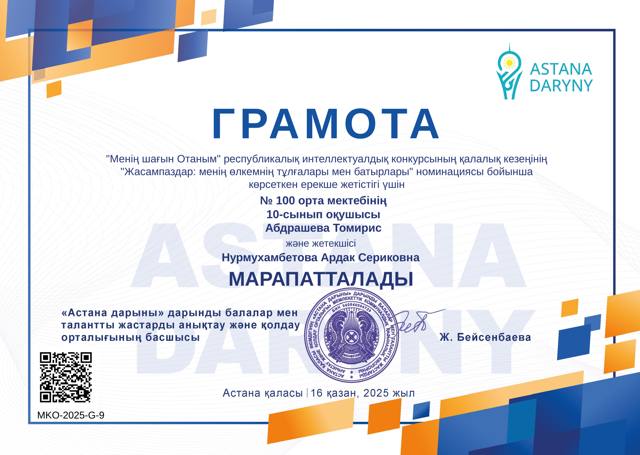 ASTANA
DARYNY
ГРАМОТА
"Менің шағын Отаным" республикалық интеллектуалдық конкурсының қалалық кезеңінің
"Жасампаздар: менің өлкемнің тұлғалары мен батырлары" номинациясы бойынша
көрсеткен ерекше жетістігі үшін
№ 100 орта мектебінің
10-сынып оқушысы
Абдрашева Томирис
және жетекшісі
Нурмухамбетова Ардак Сериковна
МАРАПАТТАЛАДЫ
«Астана дарыны» дарынды балалар мен
талантты жастарды анықтау және қолдау
орталығының басшысы
Ж. Бейсенбаева
Астана қаласы | 16 қазан, 2025 жыл
MKO-2025-G-9
ASTANA
DARYNY